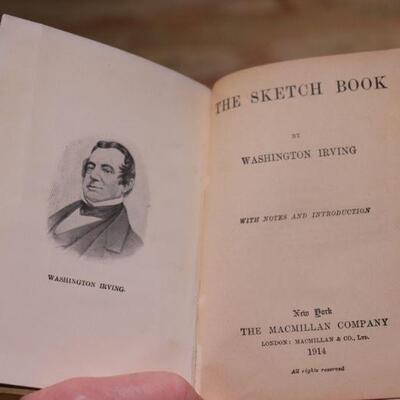 WASHINGTON IRVING.
THE SKETCH BOOK
BY
WASHINGTON IRVING
WITH NOTES AND INTRODUCTION
New York
THE MACMILLAN COMPANY
LONDON: MACMILLAN & CO., LTD.
1914
All rights reserved